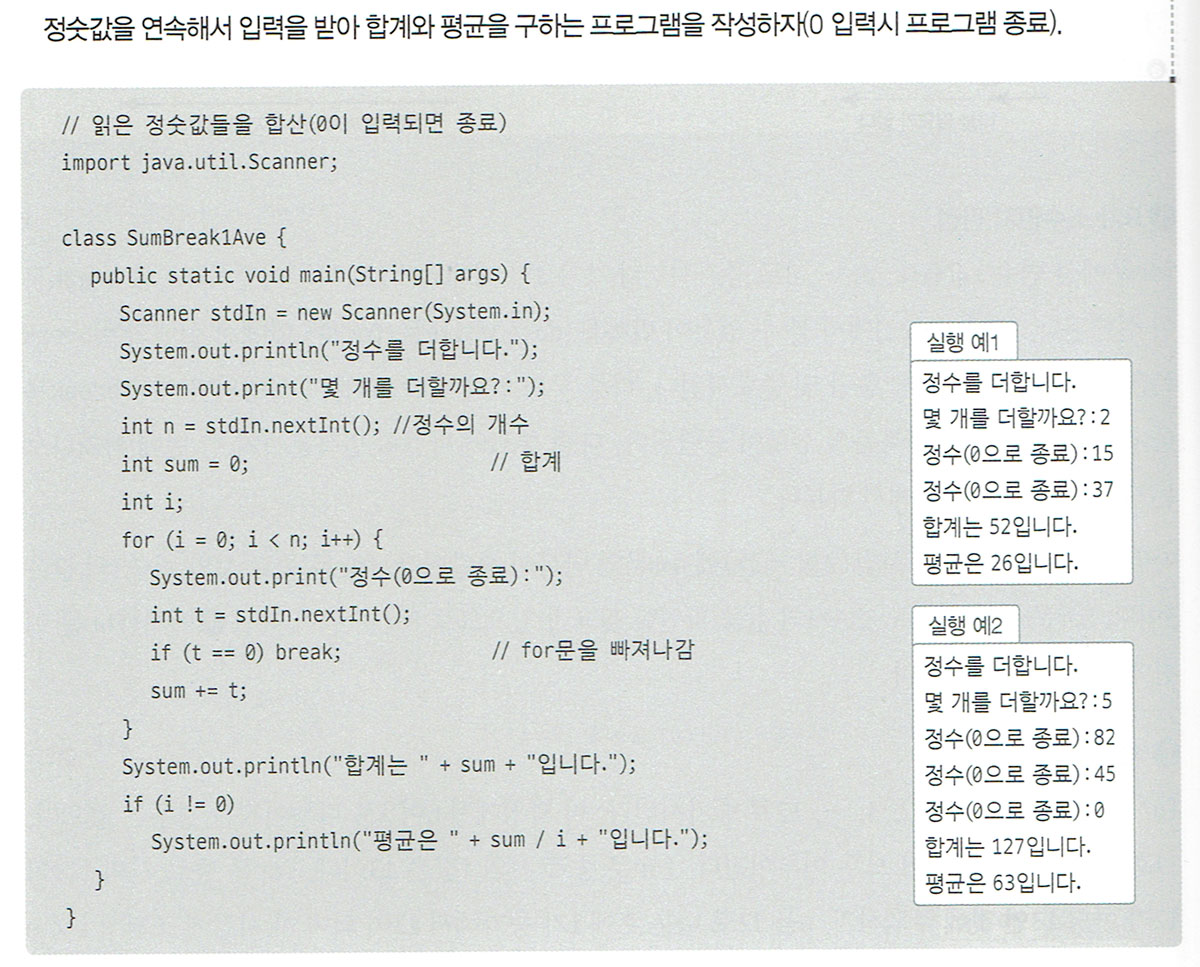 정숫값을 연속해서 입력을 받아 합계와 평균을 구하는 프로그램을 작성하자(0 입력시 프로그램 종료).
// 읽은 정숫값들을 합산(0이 입력되면 종료)
import java.util.Scanner;
class SumBreak1Ave {
public static void main(String[] args) {
Scanner stdIn = new Scanner(System.in);
System.out.println("정수를 더합니다.");
System.out.print("몇 개를 더할까요?:");
int n = stdIn.nextInt(); //정수의 개수
int sum = 0; // 합계
int i;
for (i = 0; i < n; i++) {
System.out.print("정수(0으로 종료):");
int t = stdIn.nextInt();
if (t == 0) break; // for문을 빠져나감
sum += t;
}
System.out.println("합계는 " + sum + "입니다.");
if (i != 0)
System.out.println("평균은 " + sum / i + "입니다.");
}
}
실행 예1
정수를 더합니다.
몇 개를 더할까요?:2
정수(0으로 종료):15
정수(0으로 종료):37
합계는 52입니다.
평균은 26입니다.
실행 예2
정수를 더합니다.
몇 개를 더할까요?:5
정수(0으로 종료):82
정수(0으로 종료):45
정수(0으로 종료):0
합계는 127입니다.
평균은 63입니다.